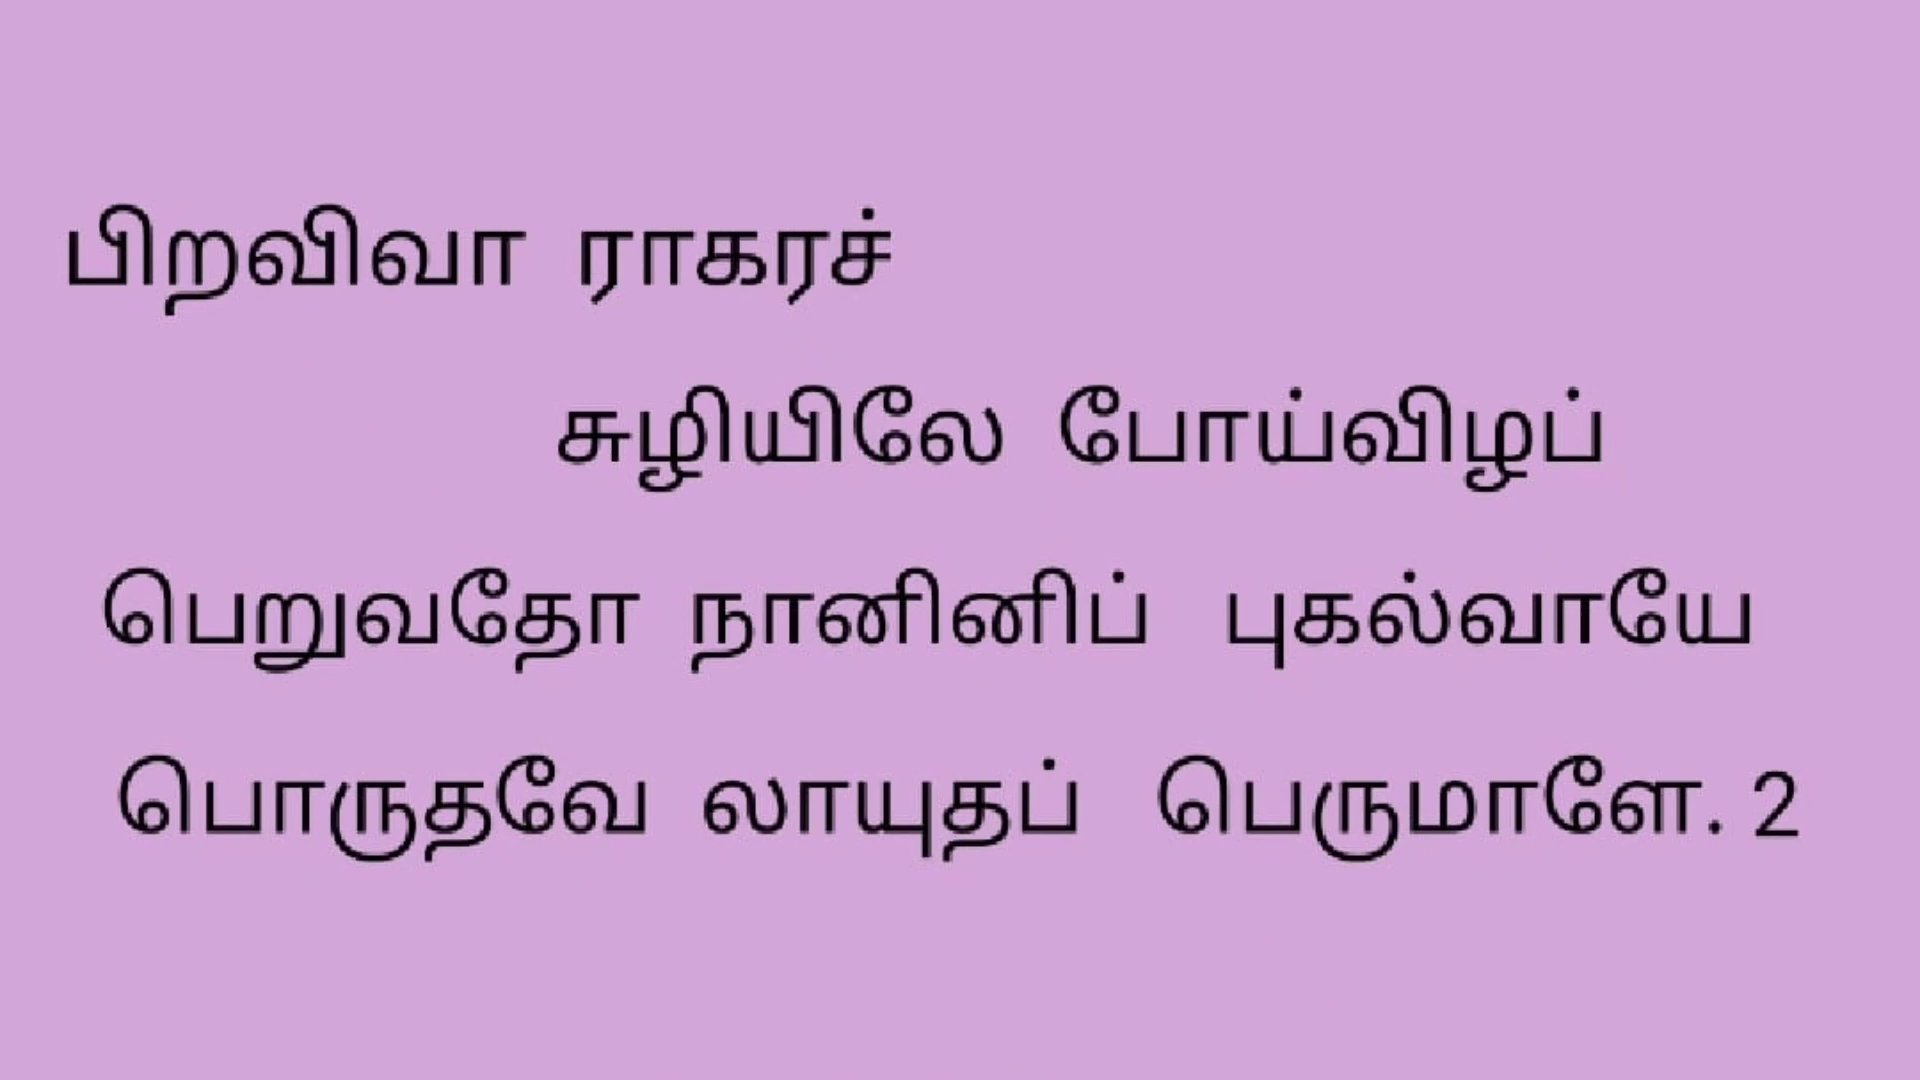 பிறவிவா ராகரச்
சுழியிலே போய்விழப்
பெறுவதோ நானினிப் புகல்வாயே
பொருதவே லாயுதப் பெருமாளே. 2